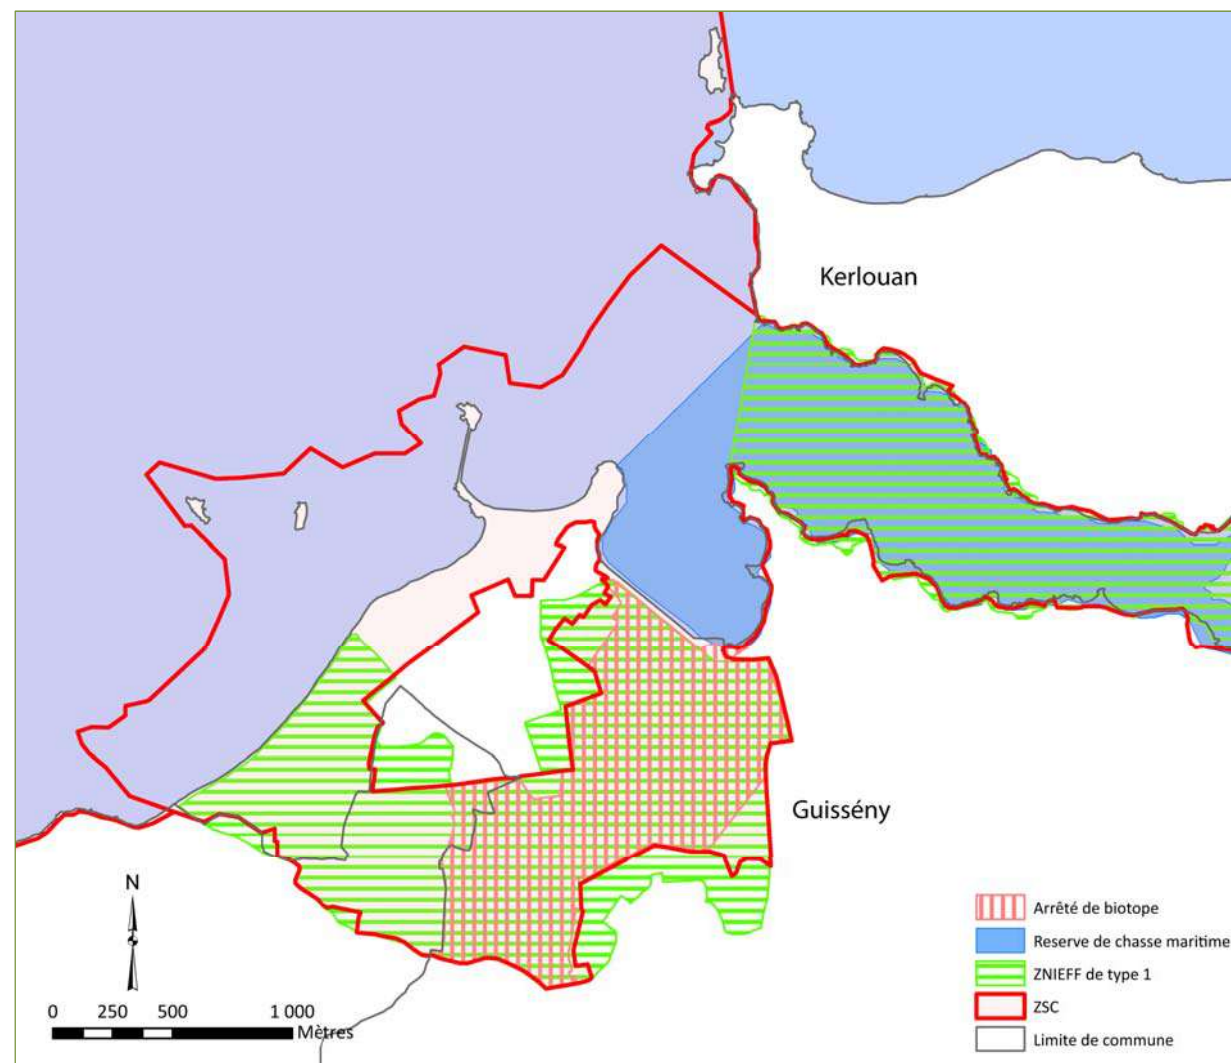 Kerlouan
Guissény
N
0 250 500 1 000
Mètres
Arrêté de biotope
Reserve de chasse maritime
ZNIEFF de type 1
ZSC
Limite de commune